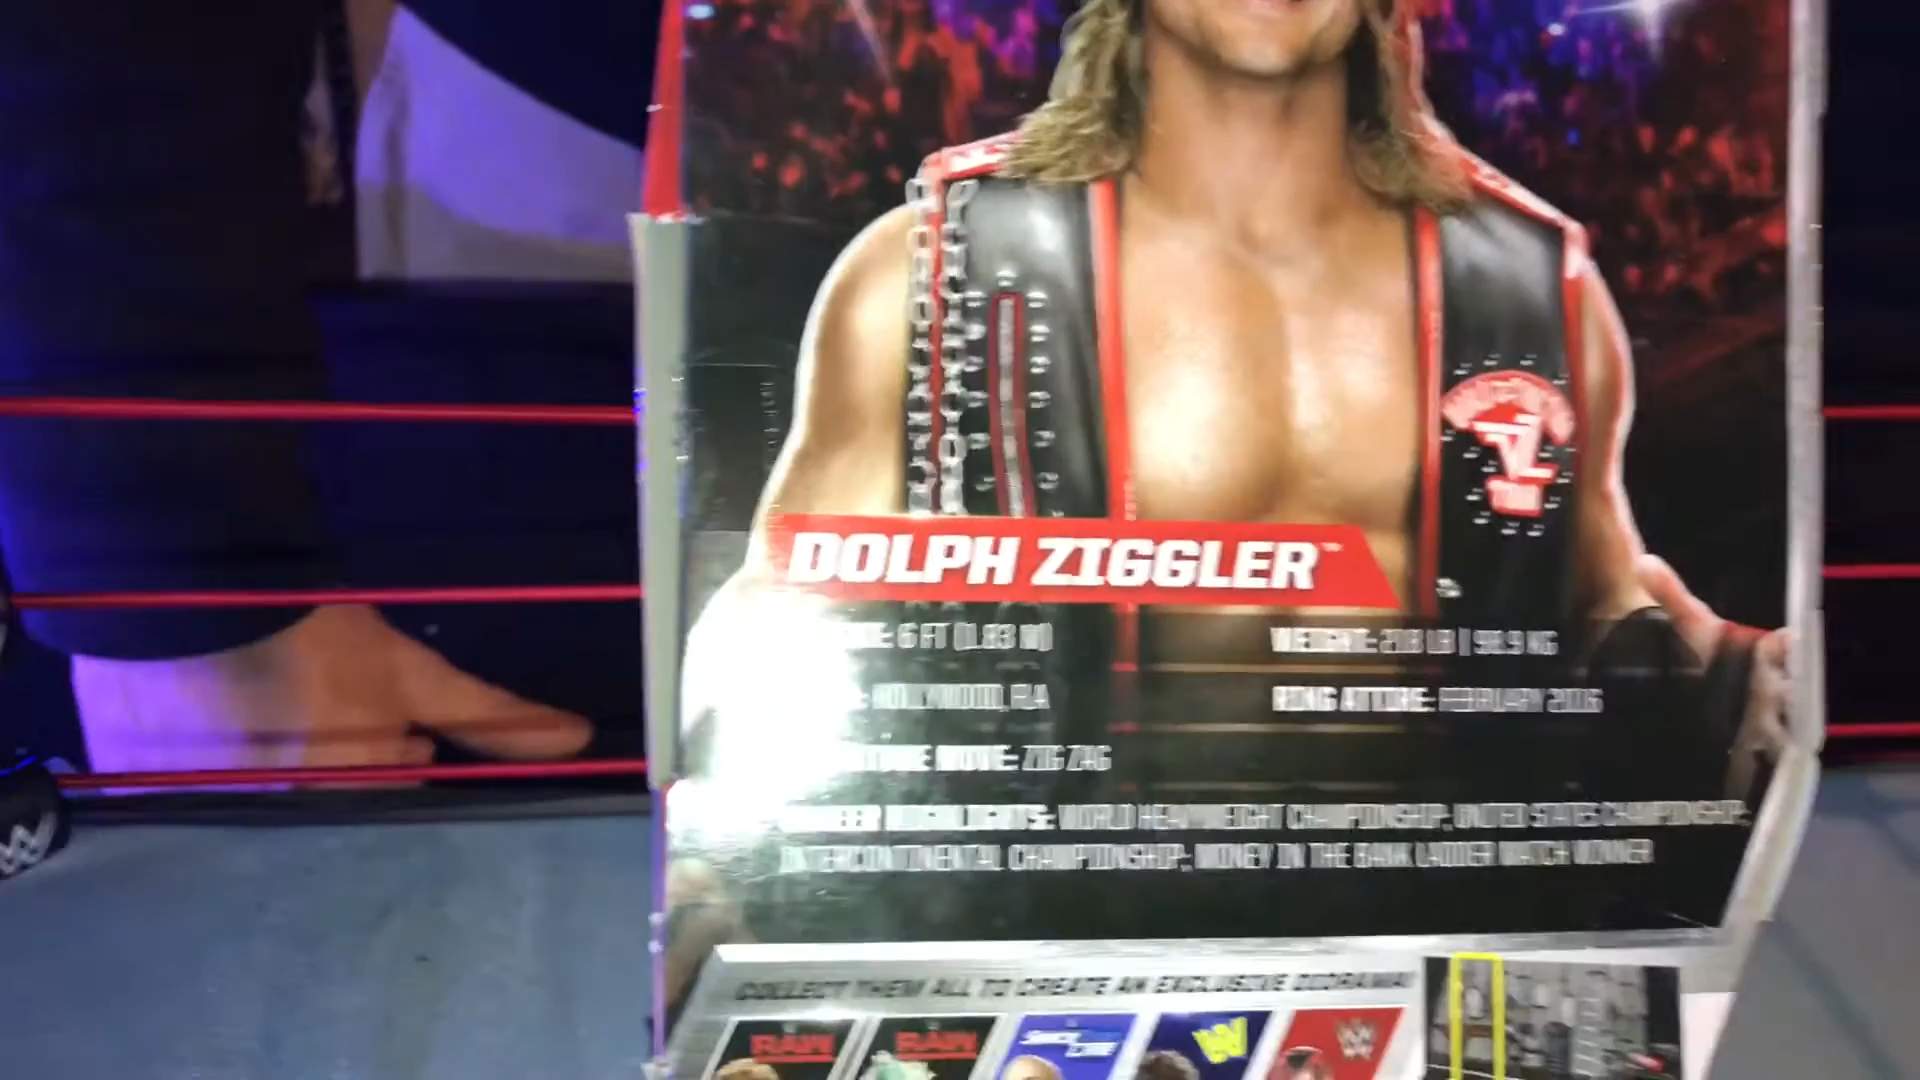 DOLPH ZIGGLER™
6 FT (1.83 M)
WEIGHT: 218 LB | 98.9 KG
HOLLYWOOD, FLA
RING ATTIRE: FEBRUARY 2016
MOVE: ZIG ZAG
HIGHLIGHTS: WORLD HEAVYWEIGHT CHAMPIONSHIP; UNITED STATES CHAMPIONSHIP;
INTERCONTINENTAL CHAMPIONSHIP; MONEY IN THE BANK LADDER MATCH WINNER
COLLECT THEM ALL TO CREATE AN EXCLUSIVE DIORAMA!
RAW
RAW